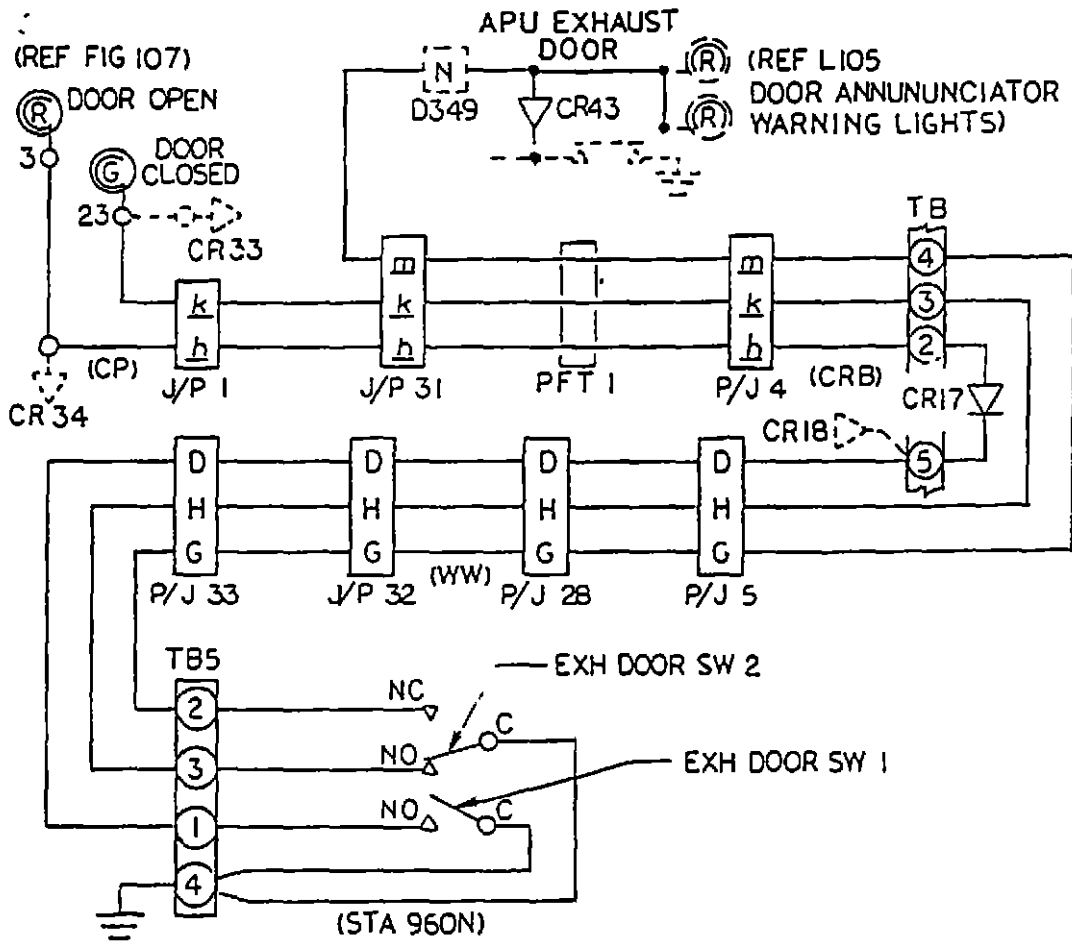 APU EXHAUST
DOOR
(REF FIG 107)
R DOOR OPEN
N
R (REF L105
D349
CR43
R DOOR ANNUNUNCIATOR
WARNING LIGHTS)
3
G DOOR
CLOSED
23
CR33
TB
m m 4
k k k 3
h h h 2
(CP)
J/P 1
J/P 31
PFT 1
P/J 4
(CRB)
CR17
CR34
CR18
5
D D D D
H H H H
G G G G
(WW)
P/J 33
J/P 32
P/J 28
P/J 5
TB5
EXH DOOR SW 2
2 NC
C
3 NO
EXH DOOR SW 1
1 NO C
4
(STA 960N)